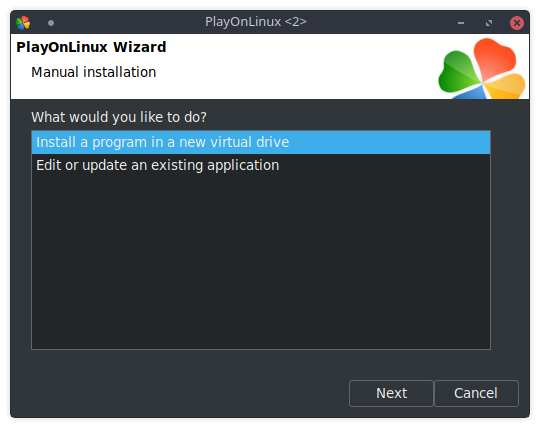 PlayOnLinux <2>
PlayOnLinux Wizard
Manual installation
What would you like to do?
Install a program in a new virtual drive
Edit or update an existing application
Next
Cancel